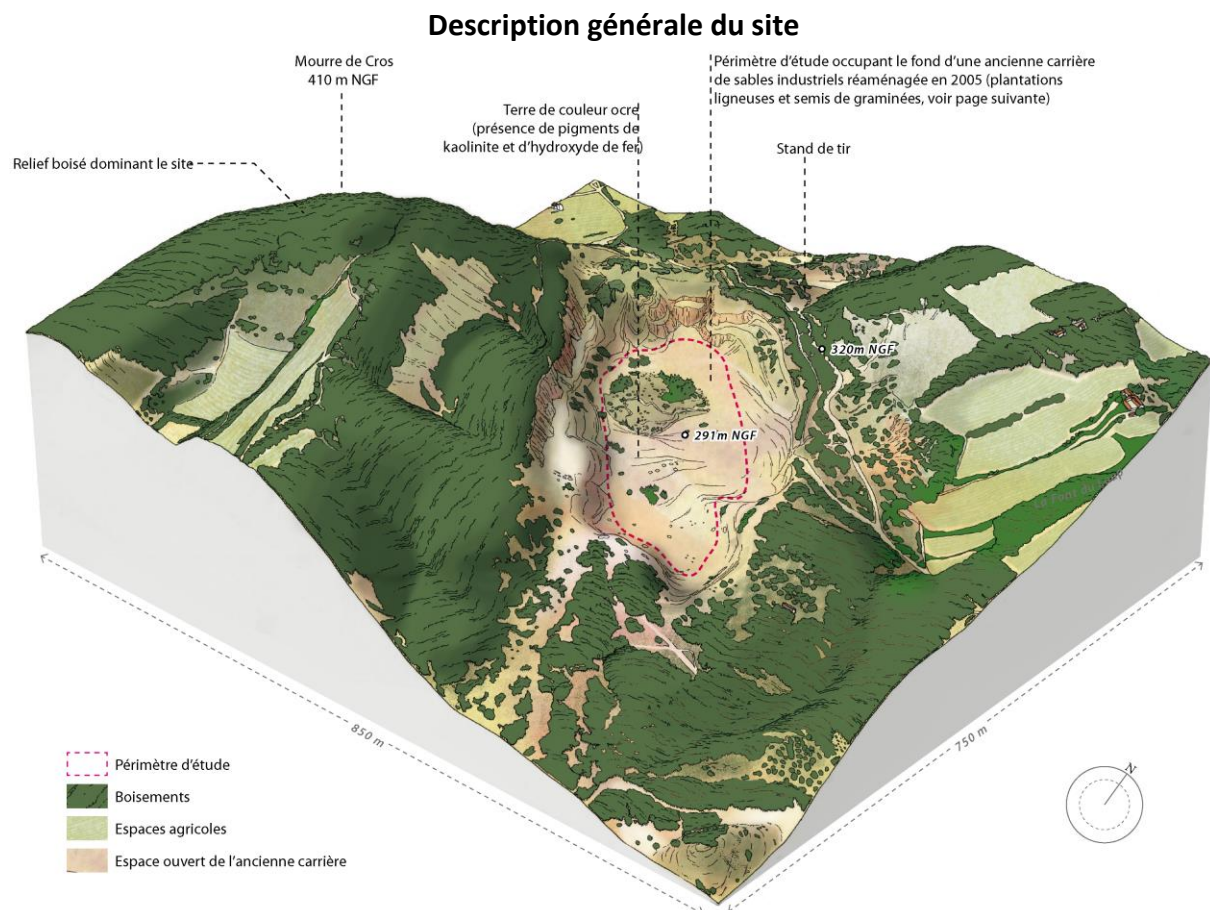 Description générale du site
Mourre de Cros
410 m NGF
Périmètre d'étude occupant le fond d'une ancienne carrière
de sables industriels réaménagée en 2005 (plantations
ligneuses et semis de graminées, voir page suivante)
Terre de couleur ocre
(présence de pigments de
kaolinite et d'hydroxyde de fer)
Stand de tir
Relief boisé dominant le site
320m NGF
291m NGF
850 m
750 m
N
Périmètre d'étude
Boisements
Espaces agricoles
Espace ouvert de l'ancienne carrière